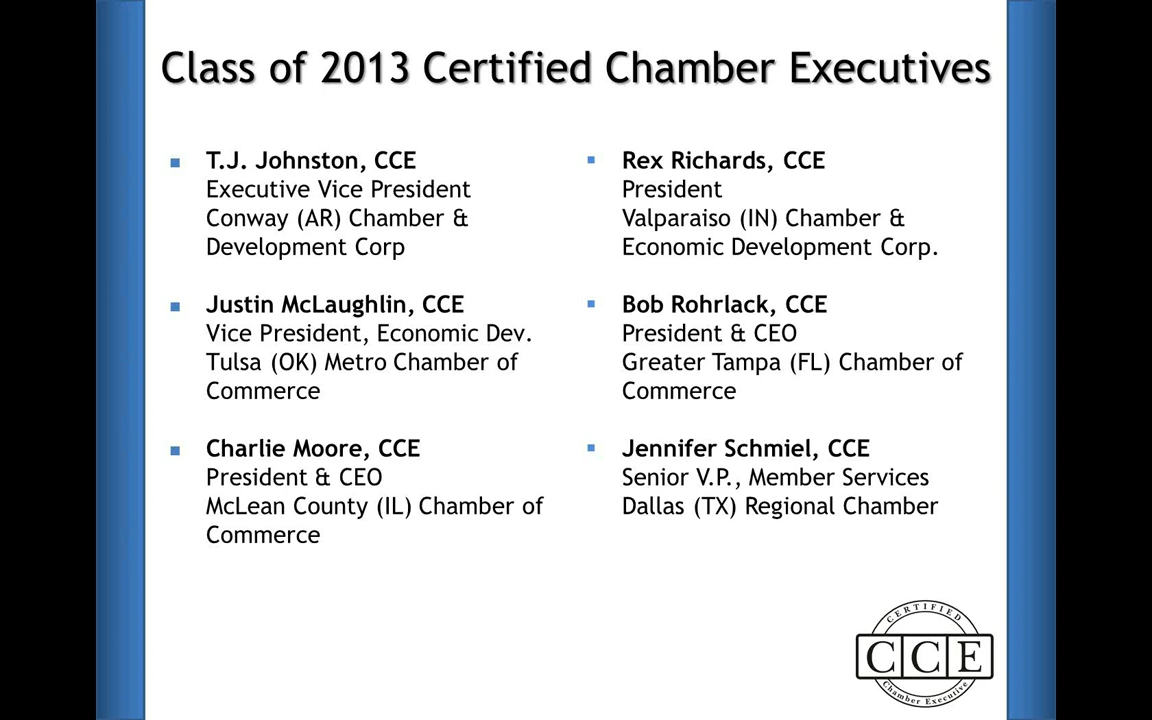 Class of 2013 Certified Chamber Executives
T.J. Johnston, CCE
Executive Vice President
Conway (AR) Chamber &
Development Corp
Justin McLaughlin, CCE
Vice President, Economic Dev.
Tulsa (OK) Metro Chamber of
Commerce
Charlie Moore, CCE
President & CEO
McLean County (IL) Chamber of
Commerce
Rex Richards, CCE
President
Valparaiso (IN) Chamber &
Economic Development Corp.
Bob Rohrlack, CCE
President & CEO
Greater Tampa (FL) Chamber of
Commerce
Jennifer Schmiel, CCE
Senior V.P., Member Services
Dallas (TX) Regional Chamber
CERTIFIED
CCE
Chamber Executive